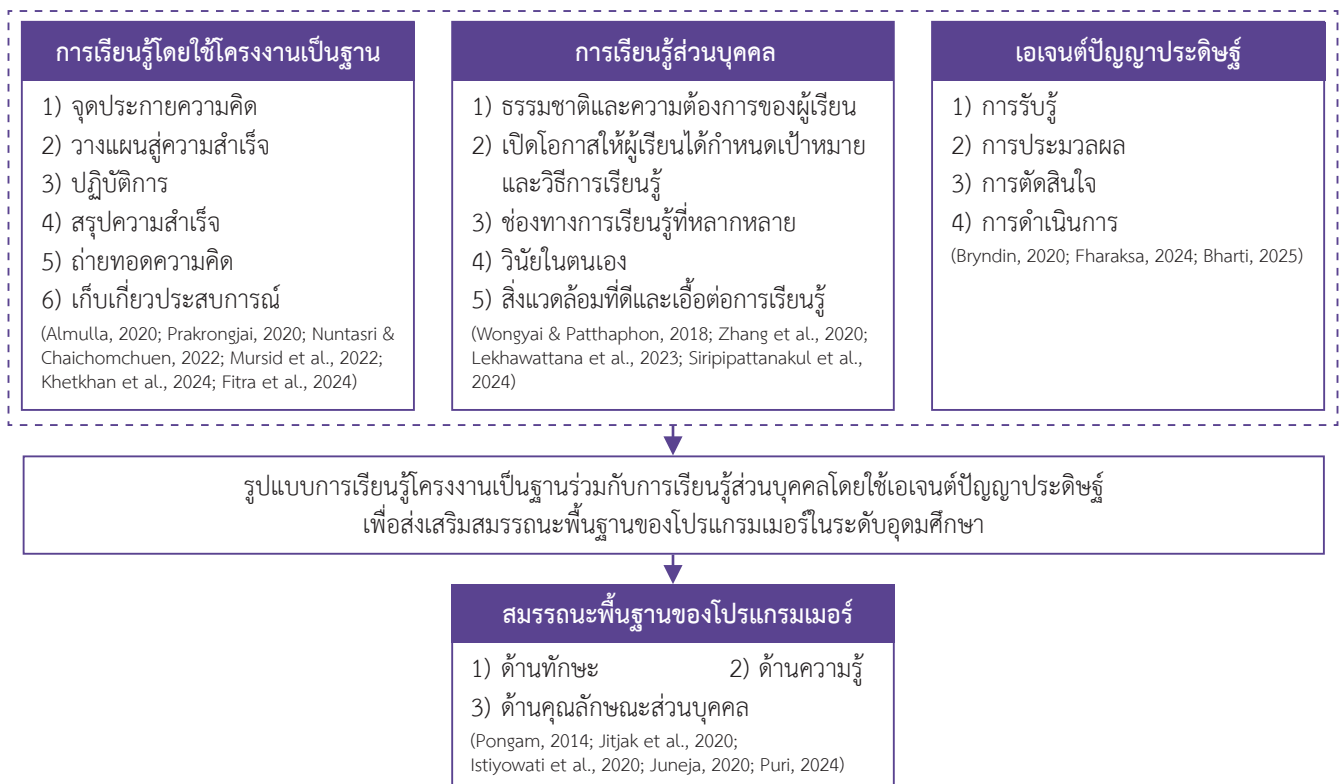 การเรียนรู้โดยใช้โครงงานเป็นฐาน
1) จุดประกายความคิด
2) วางแผนสู่ความสำเร็จ
3) ปฏิบัติการ
4) สรุปความสำเร็จ
5) ถ่ายทอดความคิด
6) เก็บเกี่ยวประสบการณ์
(Almulla, 2020; Prakrongjai, 2020; Nuntasri &
Chaichomchuen, 2022; Mursid et al., 2022;
Khetkhan et al., 2024; Fitra et al., 2024)
การเรียนรู้ส่วนบุคคล
1) ธรรมชาติและความต้องการของผู้เรียน
2) เปิดโอกาสให้ผู้เรียนได้กำหนดเป้าหมาย
และวิธีการเรียนรู้
3) ช่องทางการเรียนรู้ที่หลากหลาย
4) วินัยในตนเอง
5) สิ่งแวดล้อมที่ดีและเอื้อต่อการเรียนรู้
(Wongyai & Patthaphon, 2018; Zhang et al., 2020;
Lekhawattana et al., 2023; Siripipattanakul et al.,
2024)
เอเจนต์ปัญญาประดิษฐ์
1) การรับรู้
2) การประมวลผล
3) การตัดสินใจ
4) การดำเนินการ
(Bryndin, 2020; Fharaksa, 2024; Bharti, 2025)
รูปแบบการเรียนรู้โครงงานเป็นฐานร่วมกับการเรียนรู้ส่วนบุคคลโดยใช้เอเจนต์ปัญญาประดิษฐ์
เพื่อส่งเสริมสมรรถนะพื้นฐานของโปรแกรมเมอร์ในระดับอุดมศึกษา
สมรรถนะพื้นฐานของโปรแกรมเมอร์
1) ด้านทักษะ 2) ด้านความรู้
3) ด้านคุณลักษณะส่วนบุคคล
(Pongam, 2014; Jitjak et al., 2020;
Istiyowati et al., 2020; Juneja, 2020; Puri, 2024)